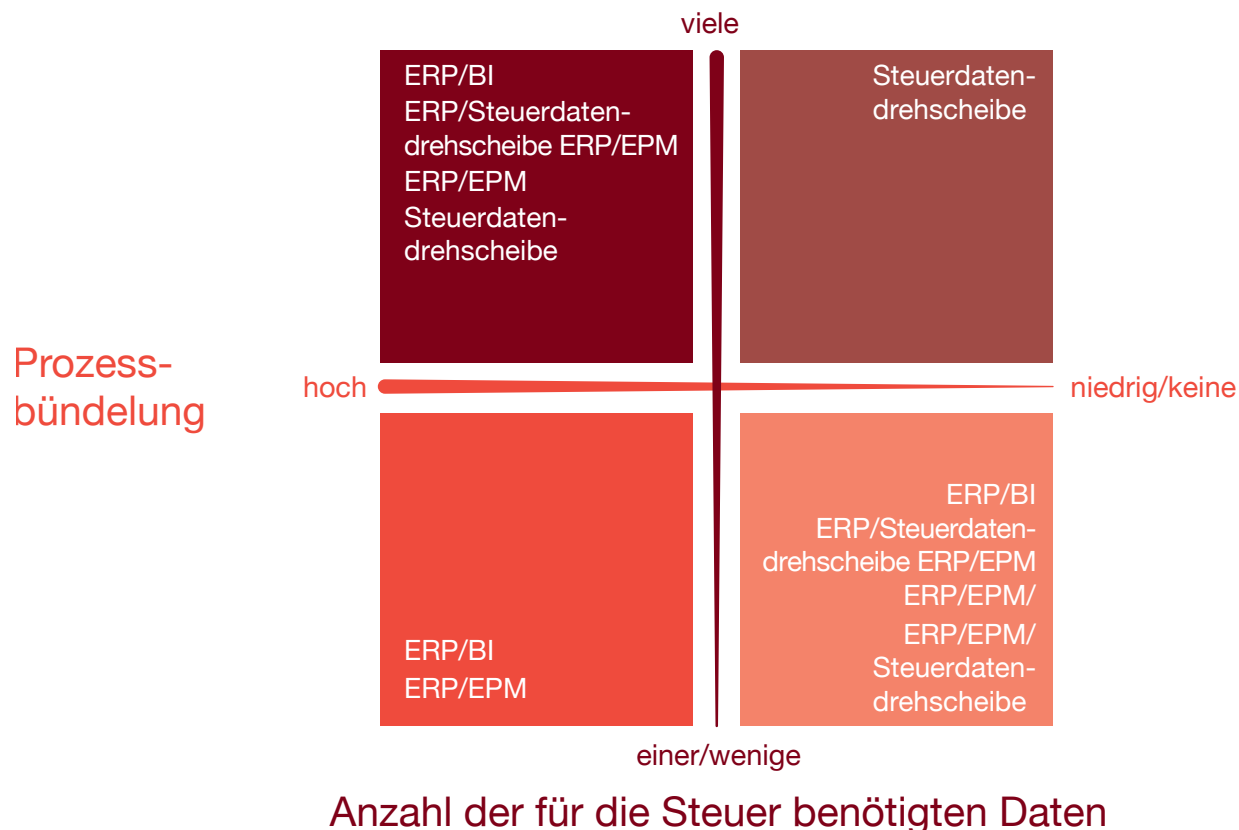 viele
ERP/BI
ERP/Steuerdaten-
drehscheibe ERP/EPM
ERP/EPM
Steuerdaten-
drehscheibe
Steuerdaten-
drehscheibe
Prozess-
bündelung
hoch
niedrig/keine
ERP/BI
ERP/EPM
ERP/BI
ERP/Steuerdaten-
drehscheibe ERP/EPM
ERP/EPM/
ERP/EPM/
Steuerdaten-
drehscheibe
einer/wenige
Anzahl der für die Steuer benötigten Daten